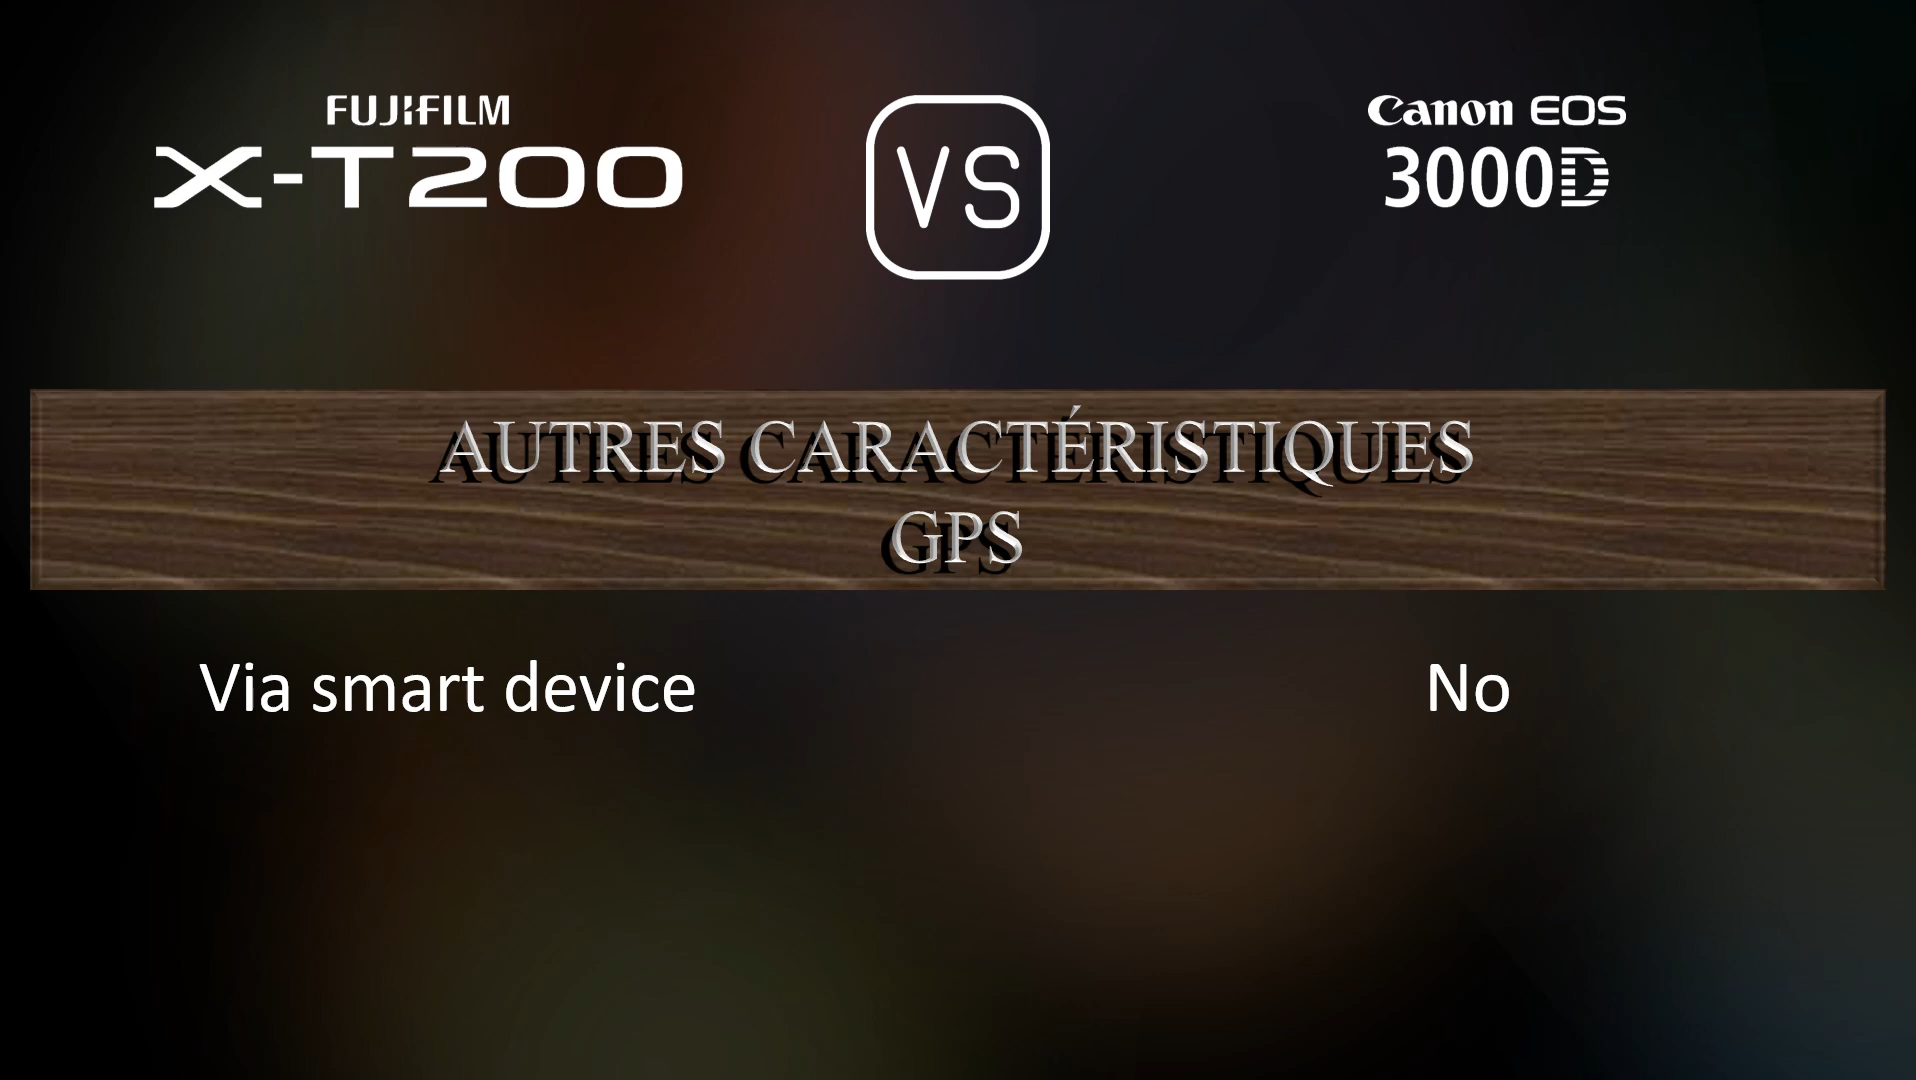 FUJIFILM
X-T200
VS
Canon EOS
3000D
AUTRES CARACTÉRISTIQUES
GPS
Via smart device
No